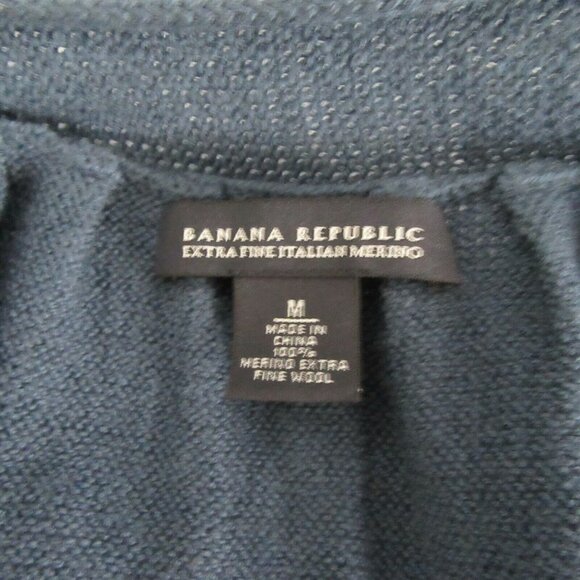 BANANA REPUBLIC
EXTRA FINE ITALIAN MERINO
M
MADE IN
CHINA
100%
MERINO EXTRA
FINE WOOL